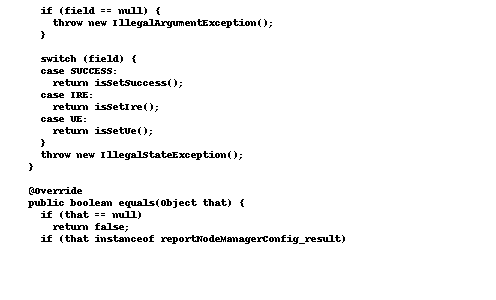 if (field == null) {
throw new IllegalArgumentException();
}
switch (field) {
case SUCCESS:
return isSetSuccess();
case IRE:
return isSetIre();
case UE:
return isSetUe();
}
throw new IllegalStateException();
}
@Override
public boolean equals(Object that) {
if (that == null)
return false;
if (that instanceof reportNodeManagerConfig_result)